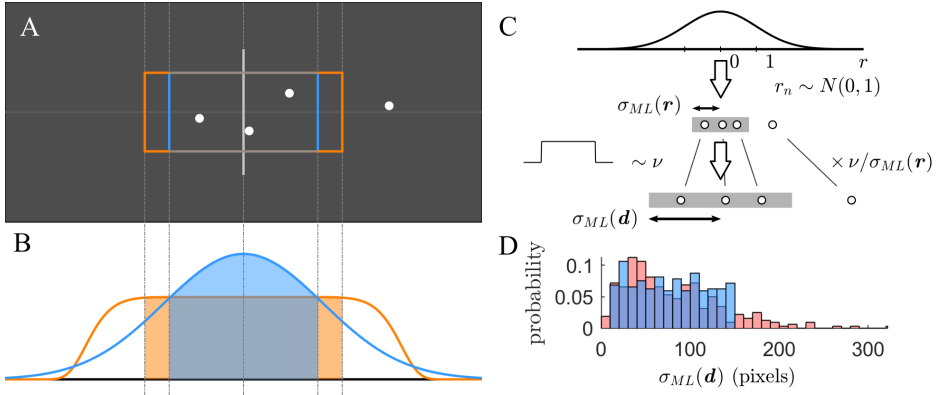 A
B
C
0 1 r
r_n ∼ N(0, 1)
σ_ML(r)
∼ ν
× ν/σ_ML(r)
σ_ML(d)
D
probability
0.1
0.05
0
0 100 200 300
σ_ML(d) (pixels)